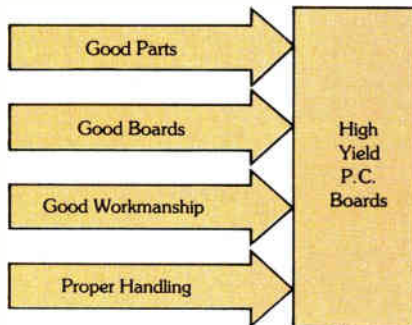 Good Parts
Good Boards
Good Workmanship
Proper Handling
High
Yield
P.C.
Boards